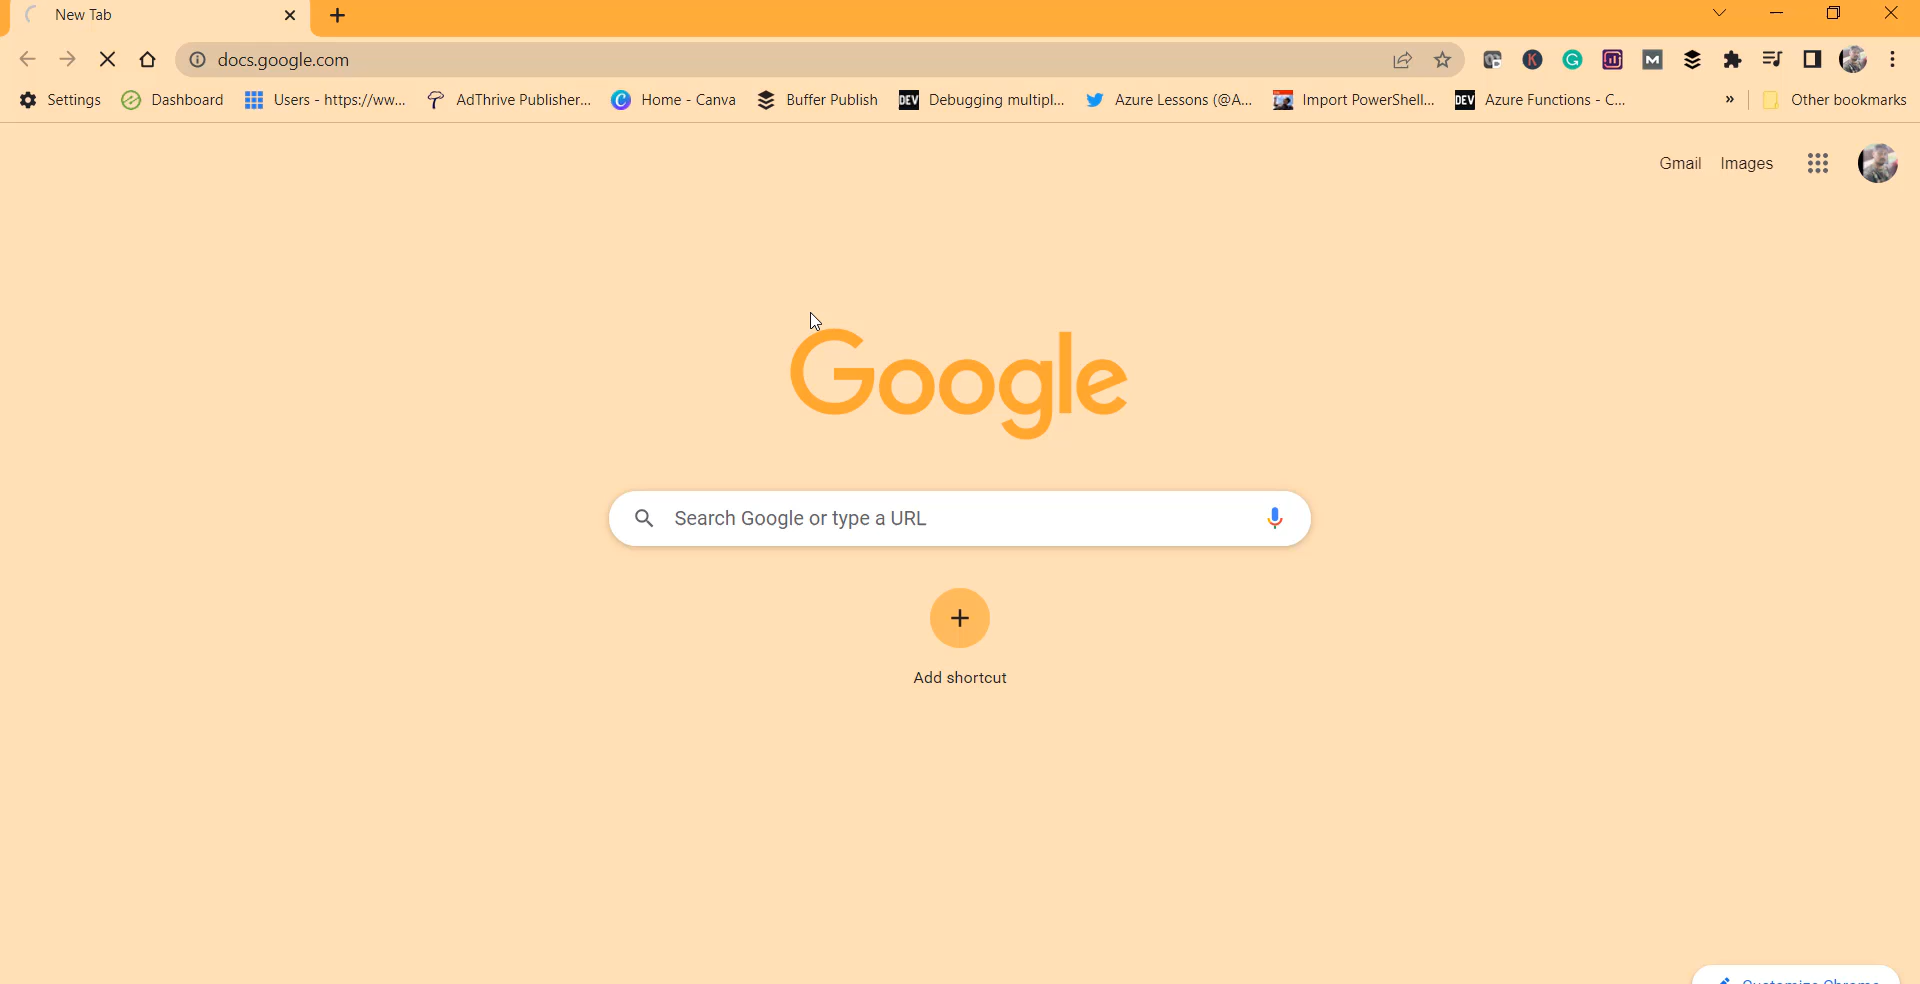 New Tab
docs.google.com
Settings Dashboard Users - https://ww... AdThrive Publisher... Home - Canva Buffer Publish DEV Debugging multipl... Azure Lessons (@A... Import PowerShell... DEV Azure Functions - C... » Other bookmarks
Gmail Images
Google
Search Google or type a URL
Add shortcut
Customize Chrome